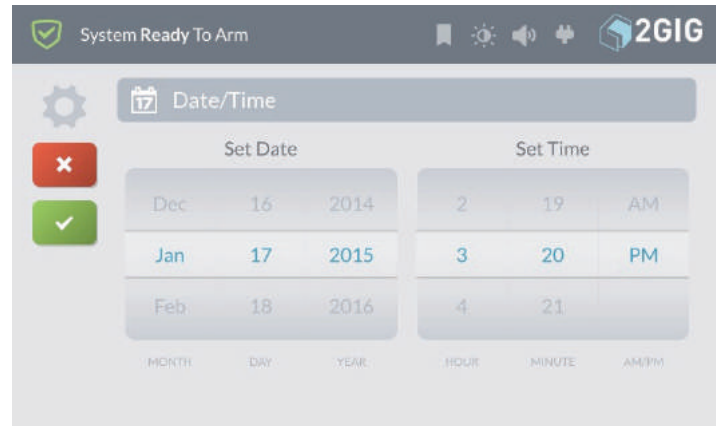 System Ready To Arm
2GIG
17 Date/Time
Set Date Set Time
Dec 16 2014 2 19 AM
Jan 17 2015 3 20 PM
Feb 18 2016 4 21
MONTH DAY YEAR HOUR MINUTE AM/PM